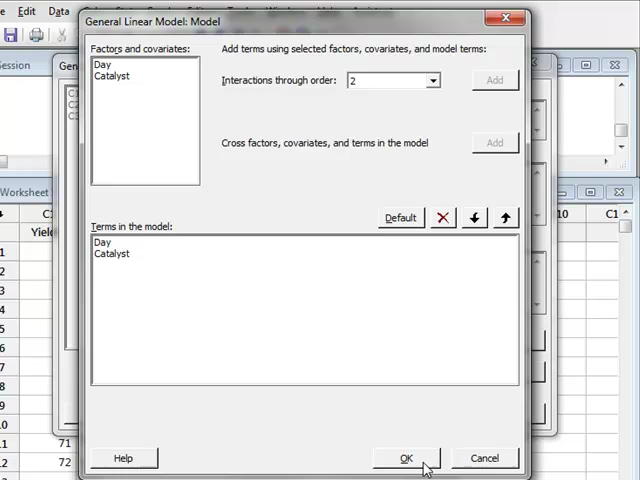 Edit
Data
General Linear Model: Model
Session
Gen
Factors and covariates:
Day
Catalyst
Add terms using selected factors, covariates, and model terms:
Interactions through order:
2
Add
Cross factors, covariates, and terms in the model
Add
Worksheet
C1
10
C1
Yield
Default
Terms in the model:
Day
Catalyst
1
2
3
4
5
6
7
8
9
10
11
71
12
72
Help
OK
Cancel